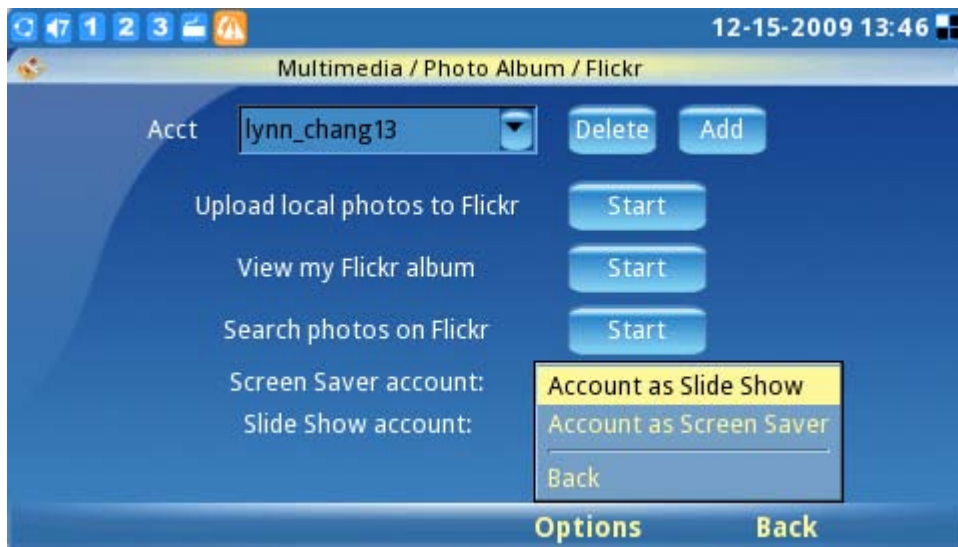 7 1 2 3 12-15-2009 13:46
Multimedia / Photo Album / Flickr
Acct lynn_chang13 Delete Add
Upload local photos to Flickr Start
View my Flickr album Start
Search photos on Flickr Start
Screen Saver account:
Slide Show account:
Account as Slide Show
Account as Screen Saver
Back
Options Back